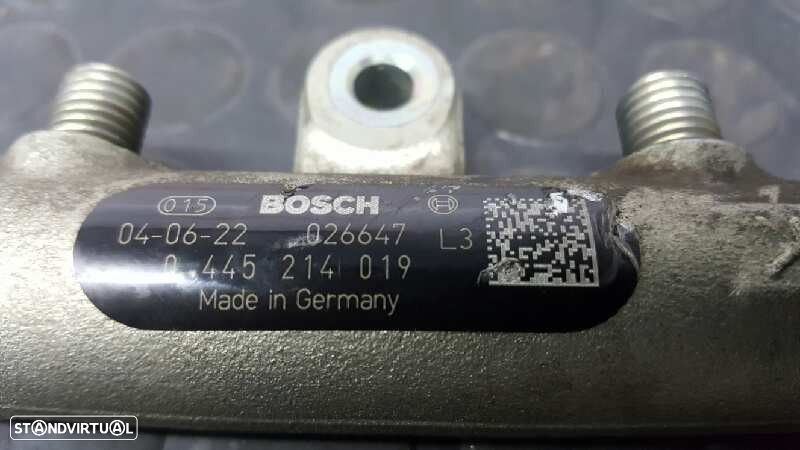 015 BOSCH
04-06-22 026647 L3
0 445 214 019
Made in Germany
STANDVIRTUAL